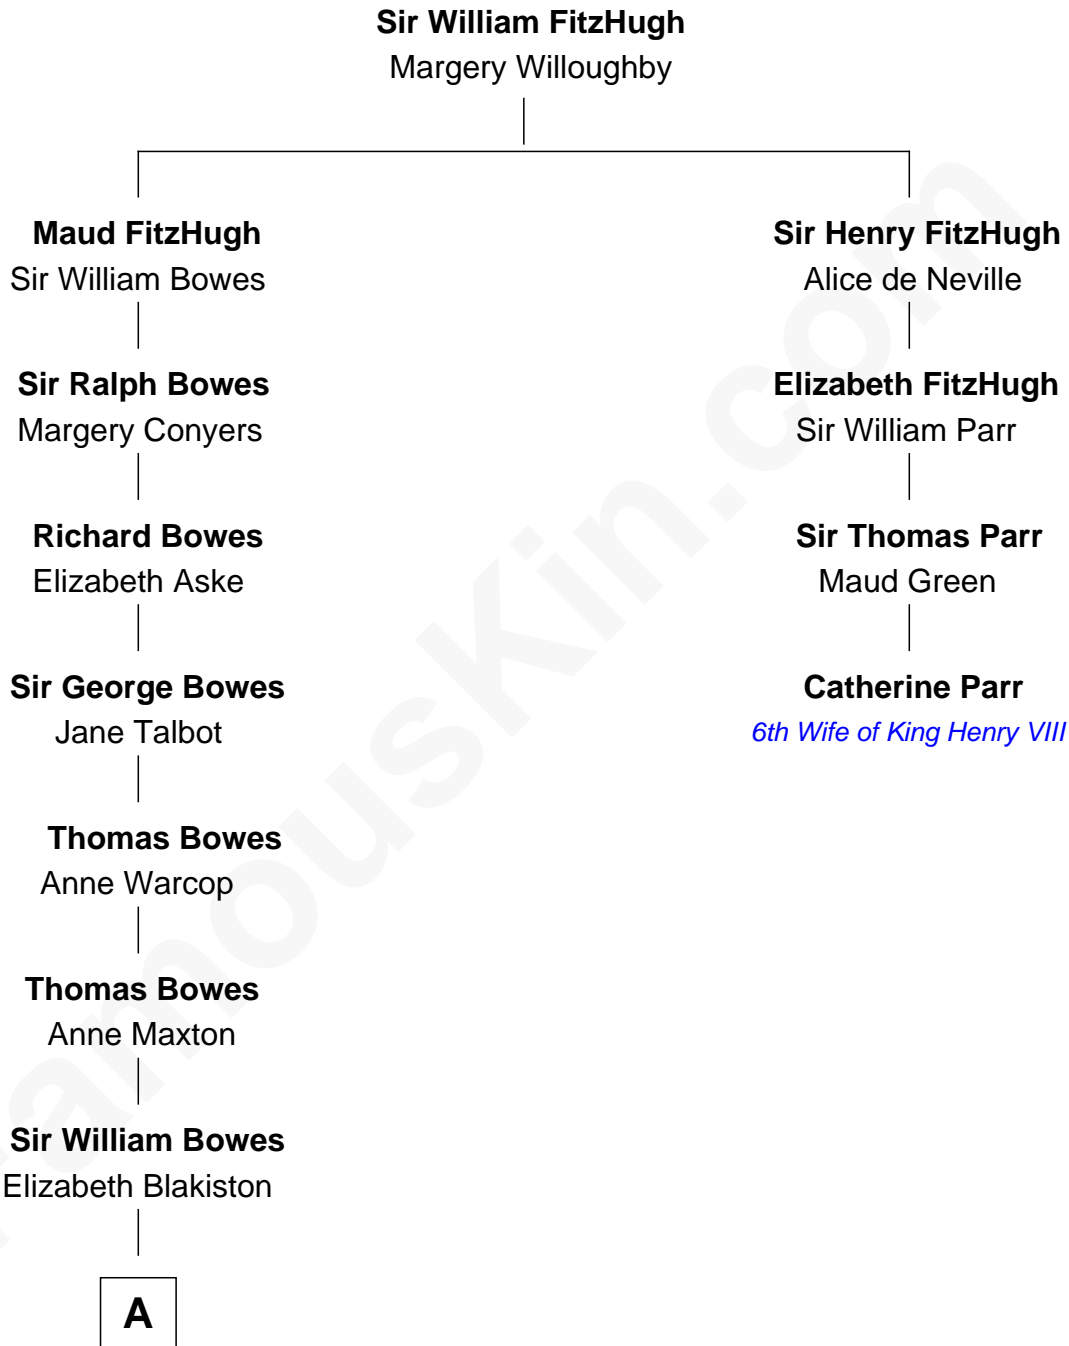 Sir William FitzHugh
Margery Willoughby
Maud FitzHugh
Sir William Bowes
Sir Henry FitzHugh
Alice de Neville
Sir Ralph Bowes
Margery Conyers
Elizabeth FitzHugh
Sir William Parr
Richard Bowes
Elizabeth Aske
Sir Thomas Parr
Maud Green
Sir George Bowes
Jane Talbot
Catherine Parr
6th Wife of King Henry VIII
Thomas Bowes
Anne Warcop
Thomas Bowes
Anne Maxton
Sir William Bowes
Elizabeth Blakiston
A
FamousKin.com